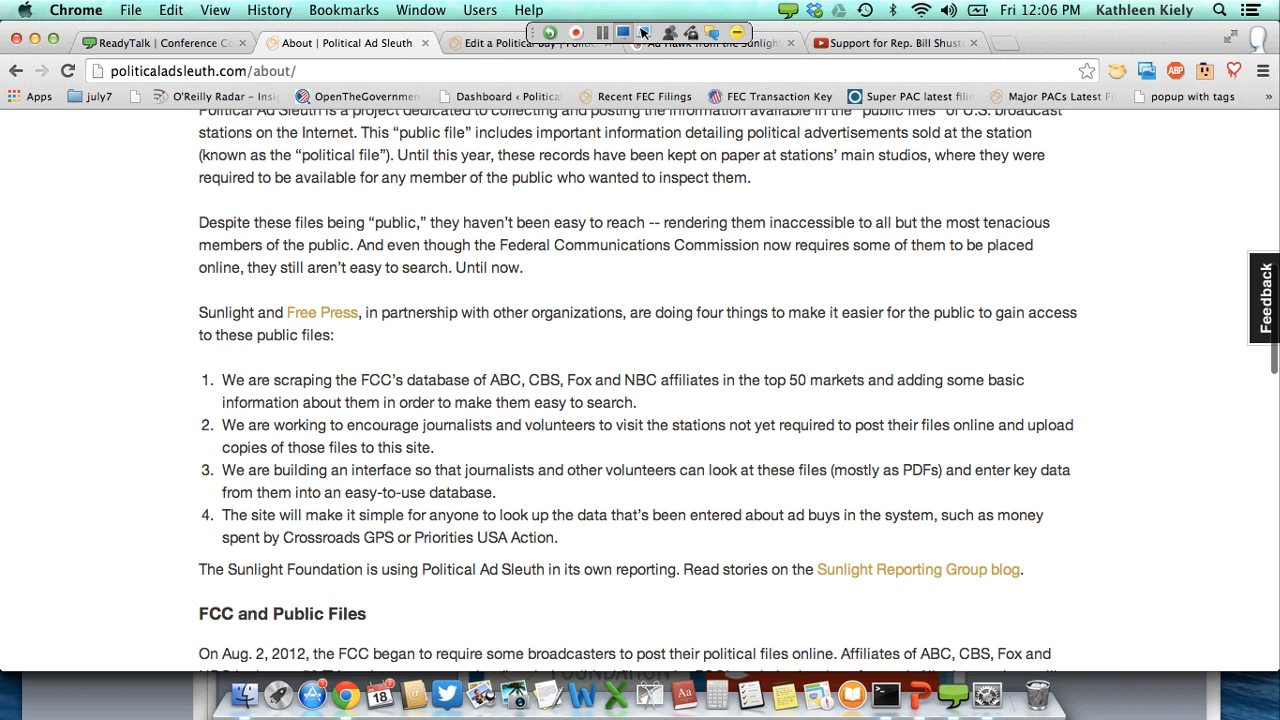 Chrome File Edit View History Bookmarks Window Users Help Fri 12:06 PM Kathleen Kiely
ReadyTalk | Conference Co × About | Political Ad Sleuth × Edit a Political Buy | Ad Hawk from the Sunligh × Support for Rep. Bill Shust ×
politicaladsleuth.com/about/
Apps july7 O'Reilly Radar - Insi OpenTheGovernmen Dashboard ‹ Political Recent FEC Filings FEC Transaction Key Super PAC latest filin Major PACs Latest F popup with tags
Political Ad Sleuth is a project dedicated to collecting and posting the information available in the “public files” of U.S. broadcast
stations on the Internet. This “public file” includes important information detailing political advertisements sold at the station
(known as the “political file”). Until this year, these records have been kept on paper at stations’ main studios, where they were
required to be available for any member of the public who wanted to inspect them.
Despite these files being “public,” they haven’t been easy to reach -- rendering them inaccessible to all but the most tenacious
members of the public. And even though the Federal Communications Commission now requires some of them to be placed
online, they still aren’t easy to search. Until now.
Feedback
Sunlight and Free Press, in partnership with other organizations, are doing four things to make it easier for the public to gain access
to these public files:
1. We are scraping the FCC’s database of ABC, CBS, Fox and NBC affiliates in the top 50 markets and adding some basic
information about them in order to make them easy to search.
2. We are working to encourage journalists and volunteers to visit the stations not yet required to post their files online and upload
copies of those files to this site.
3. We are building an interface so that journalists and other volunteers can look at these files (mostly as PDFs) and enter key data
from them into an easy-to-use database.
4. The site will make it simple for anyone to look up the data that’s been entered about ad buys in the system, such as money
spent by Crossroads GPS or Priorities USA Action.
The Sunlight Foundation is using Political Ad Sleuth in its own reporting. Read stories on the Sunlight Reporting Group blog.
FCC and Public Files
On Aug. 2, 2012, the FCC began to require some broadcasters to post their political files online. Affiliates of ABC, CBS, Fox and